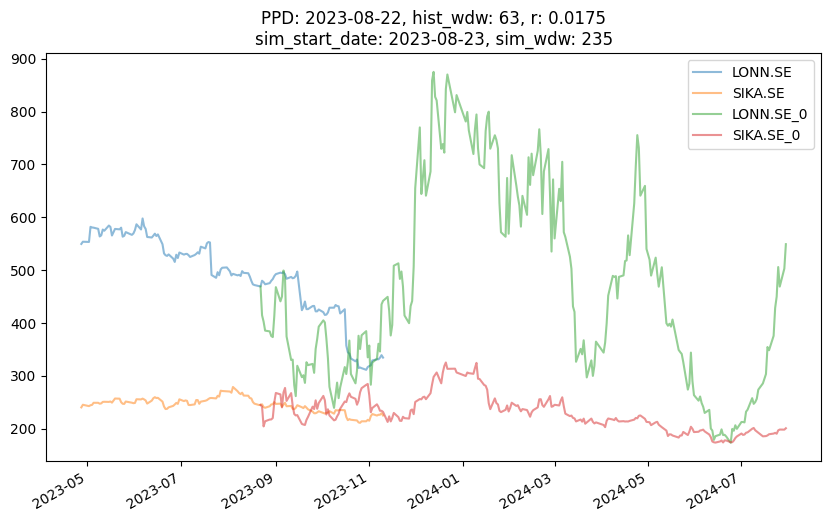 PPD: 2023-08-22, hist_wdw: 63, r: 0.0175
sim_start_date: 2023-08-23, sim_wdw: 235
LONN.SE
SIKA.SE
LONN.SE_0
SIKA.SE_0
900
800
700
600
500
400
300
200
2023-05
2023-07
2023-09
2023-11
2024-01
2024-03
2024-05
2024-07